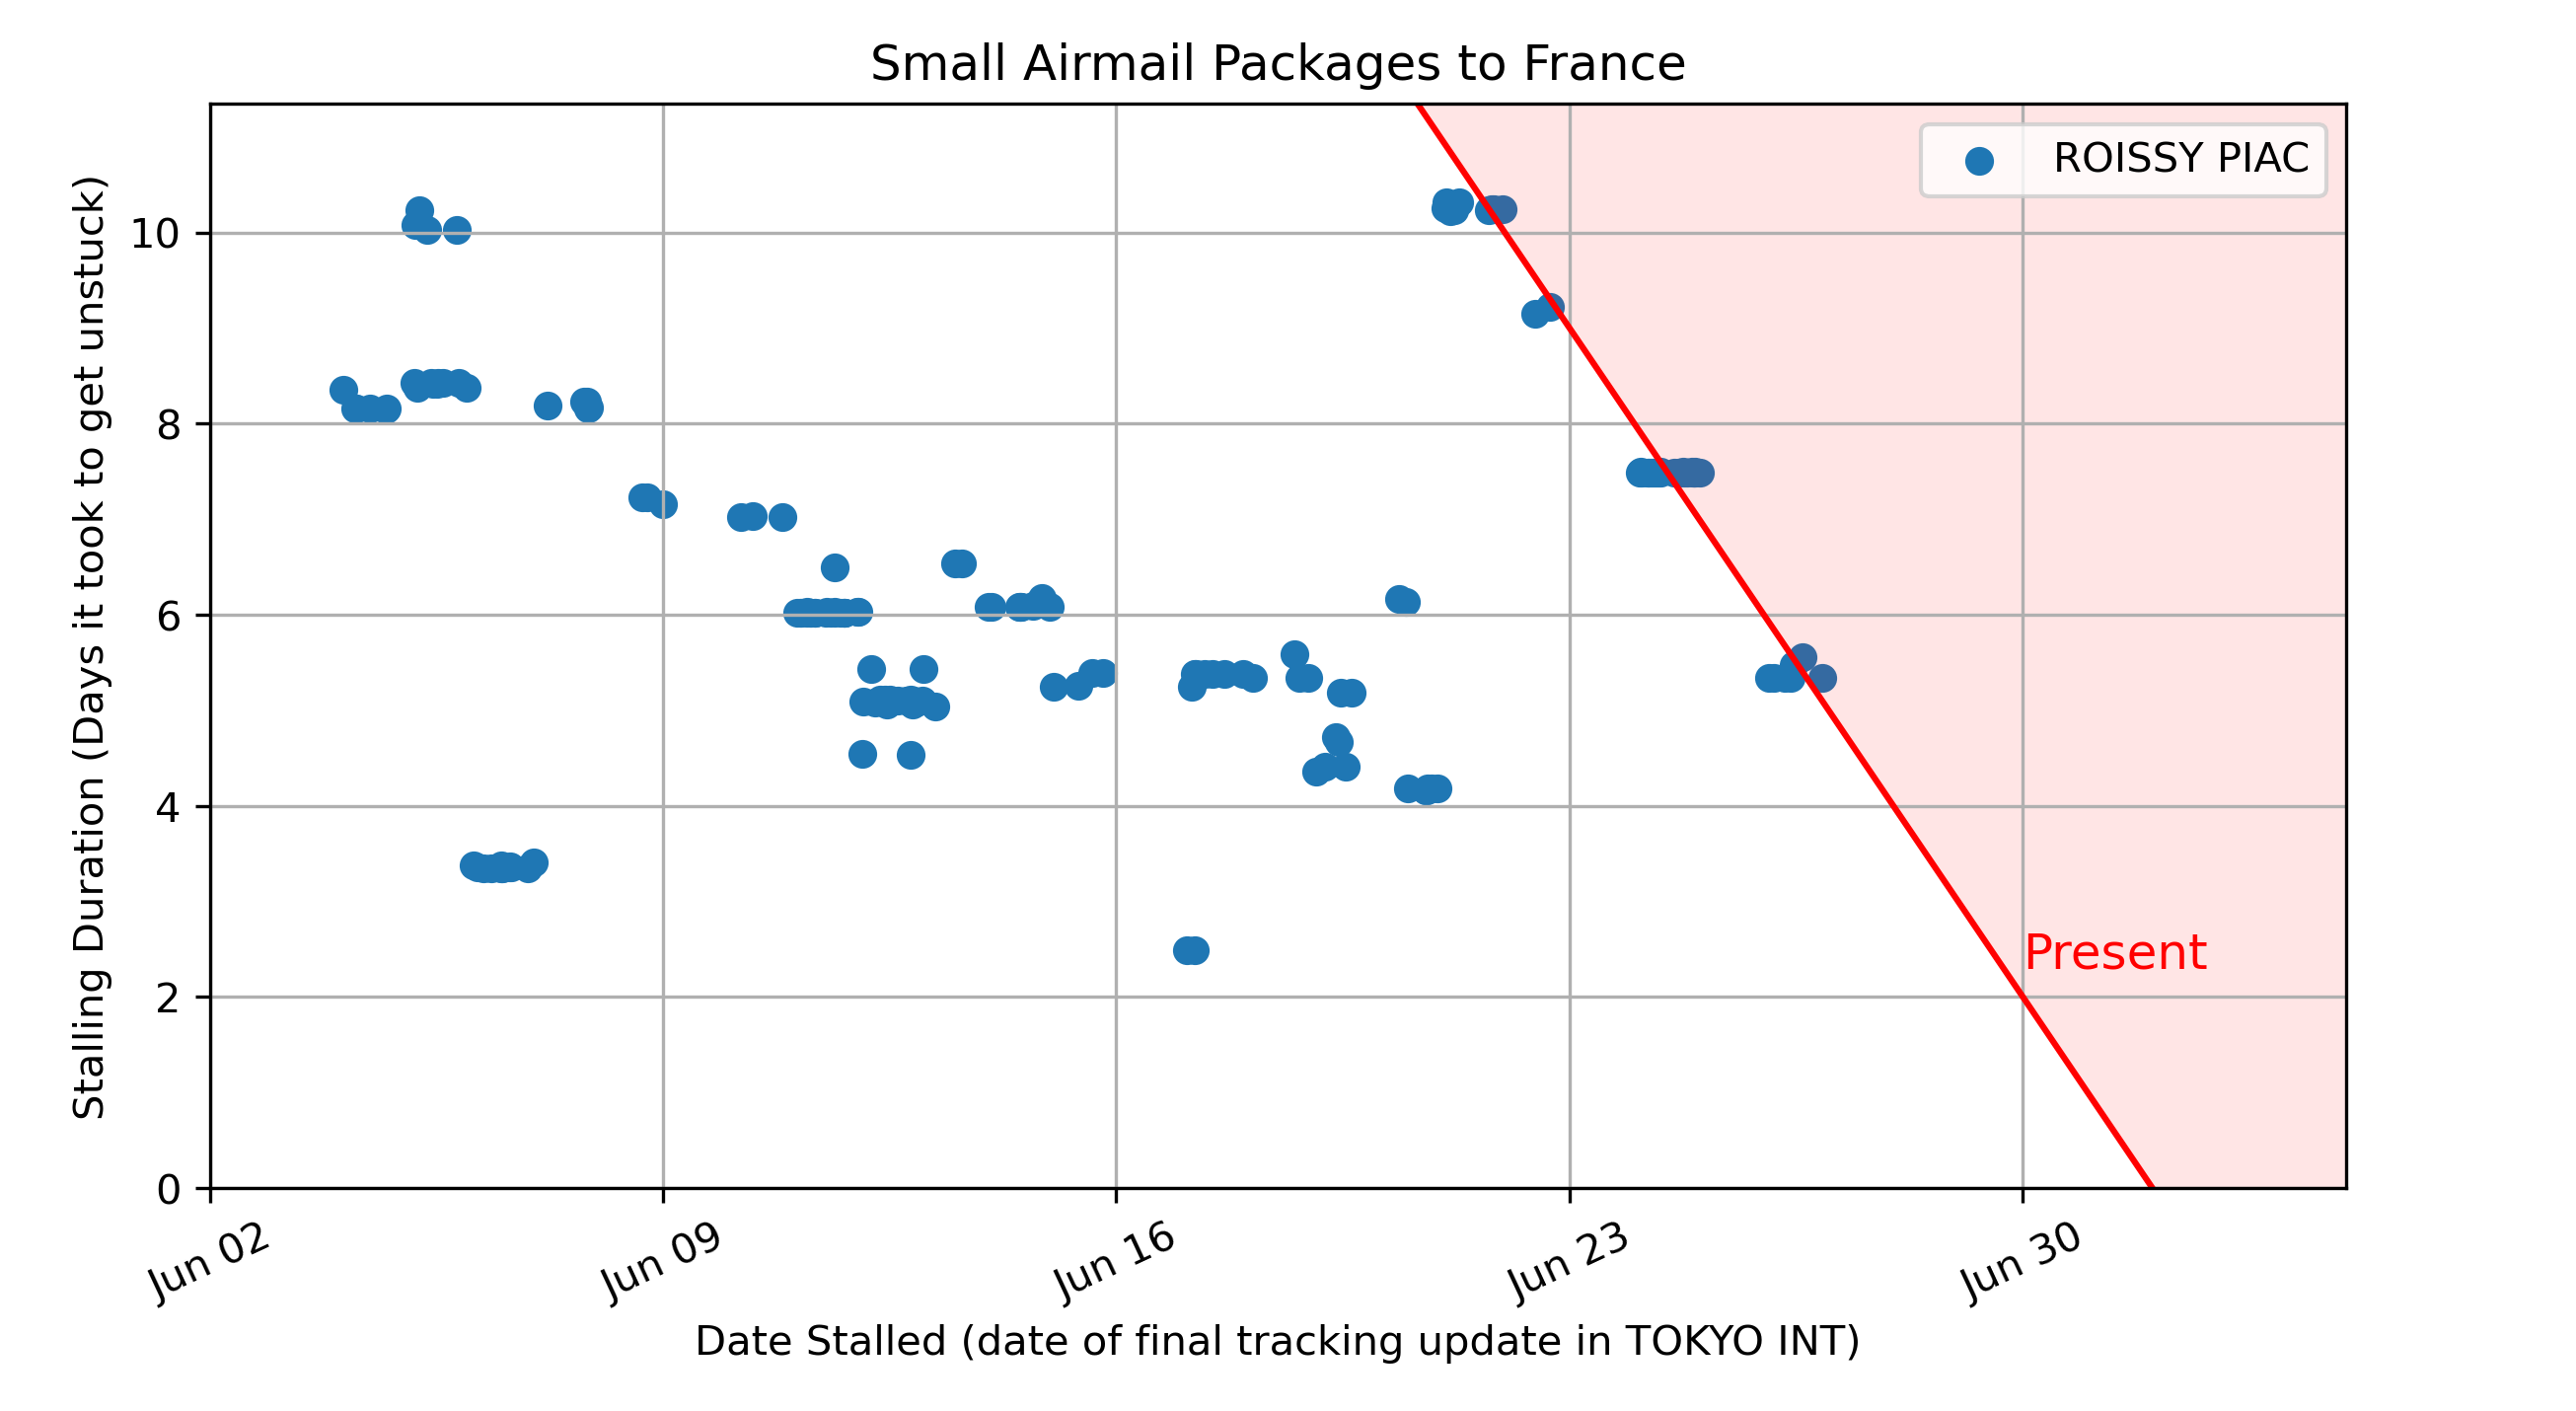 Small Airmail Packages to France
ROISSY PIAC
Stalling Duration (Days it took to get unstuck)
10
8
6
4
2
0
Present
Jun 02
Jun 09
Jun 16
Jun 23
Jun 30
Date Stalled (date of final tracking update in TOKYO INT)